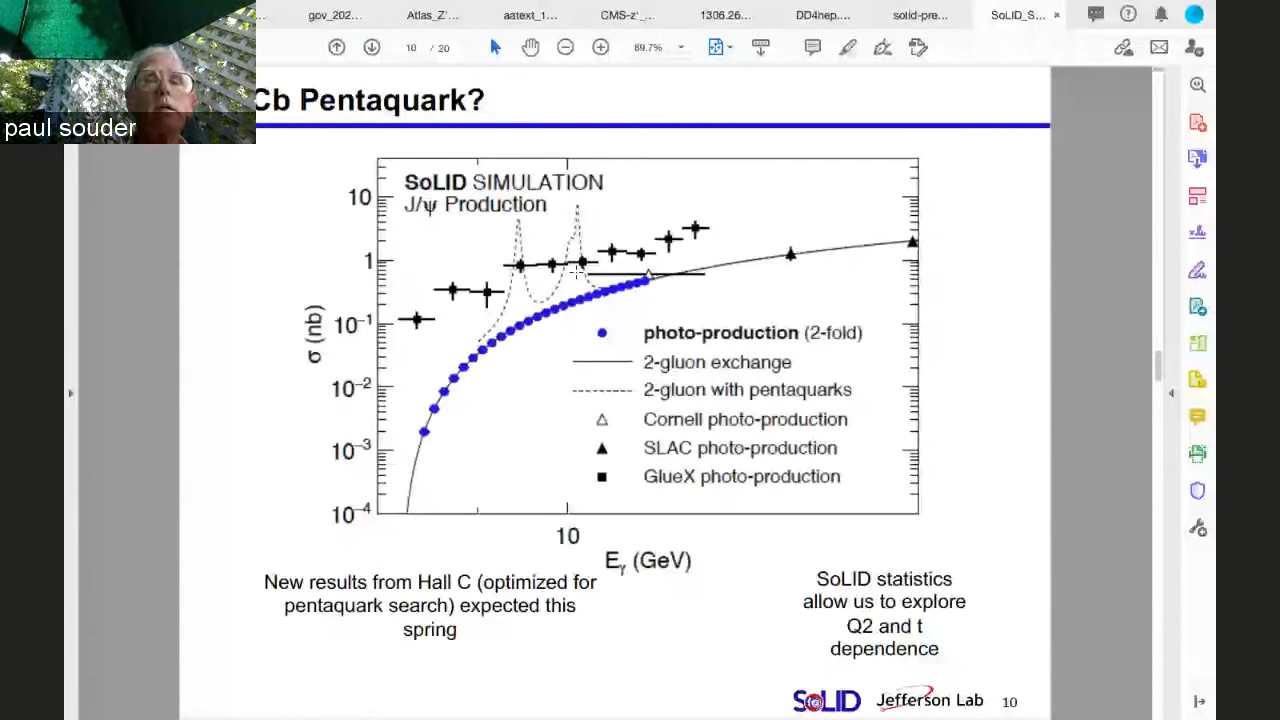 gov_202...
Atlas_Z'...
aatext_1...
CMS-z'_...
1306.26...
DD4hep....
solid-pre...
SoLID_S...
10 / 20
89.7%
paul souder
Cb Pentaquark?
SoLID SIMULATION
J/ψ Production
10
1
10⁻¹
10⁻²
10⁻³
10⁻⁴
σ (nb)
photo-production (2-fold)
2-gluon exchange
2-gluon with pentaquarks
Cornell photo-production
SLAC photo-production
GlueX photo-production
10
Eγ (GeV)
New results from Hall C (optimized for
pentaquark search) expected this
spring
SoLID statistics
allow us to explore
Q2 and t
dependence
SoLID
Jefferson Lab
10